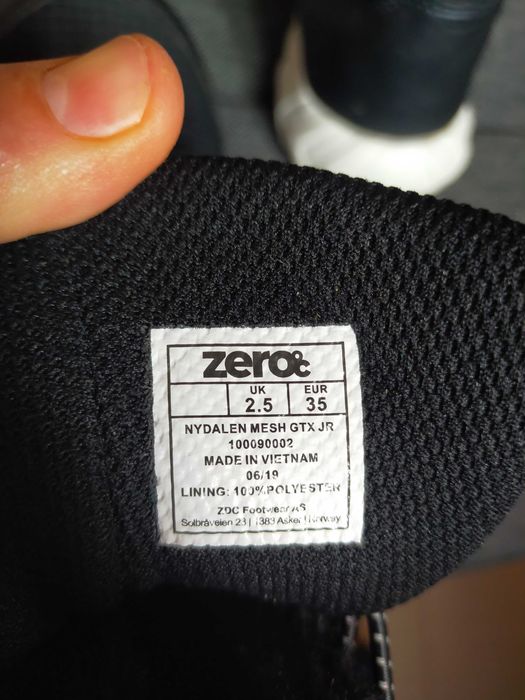 zero°c
UK EUR
2.5 35
NYDALEN MESH GTX JR
100090002
MADE IN VIETNAM
06/19
LINING: 100%POLYESTER
ZDC Footwear AS
Solbråveien 23 | 1383 Asker | Norway